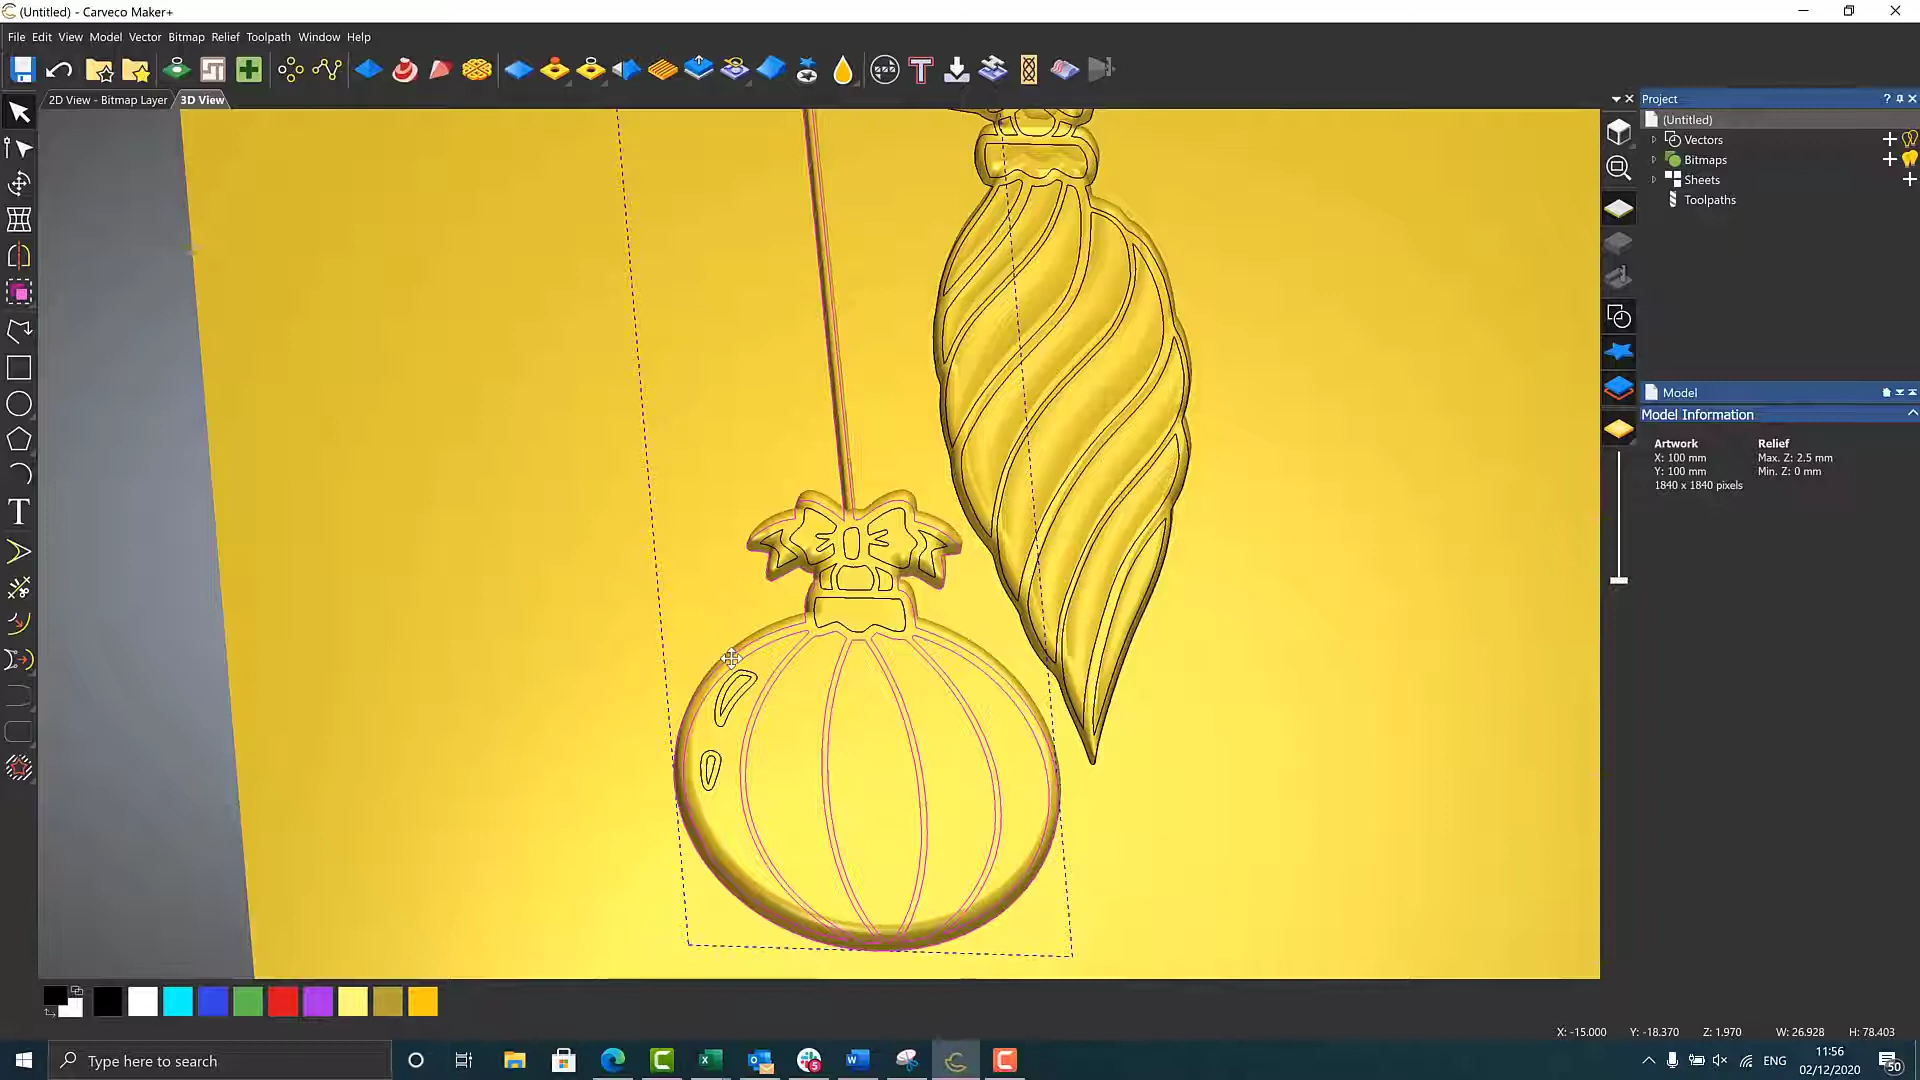 (Untitled) - Carveco Maker+
File Edit View Model Vector Bitmap Relief Toolpath Window Help
2D View - Bitmap Layer 3D View
Project
(Untitled)
Vectors
Bitmaps
Sheets
Toolpaths
Model
Model Information
Artwork Relief
X: 100 mm Max. Z: 2.5 mm
Y: 100 mm Min. Z: 0 mm
1840 x 1840 pixels
X: -15.000 Y: -18.370 Z: 1.970 W: 26.928 H: 78.403
Type here to search
ENG
11:56
02/12/2020
50